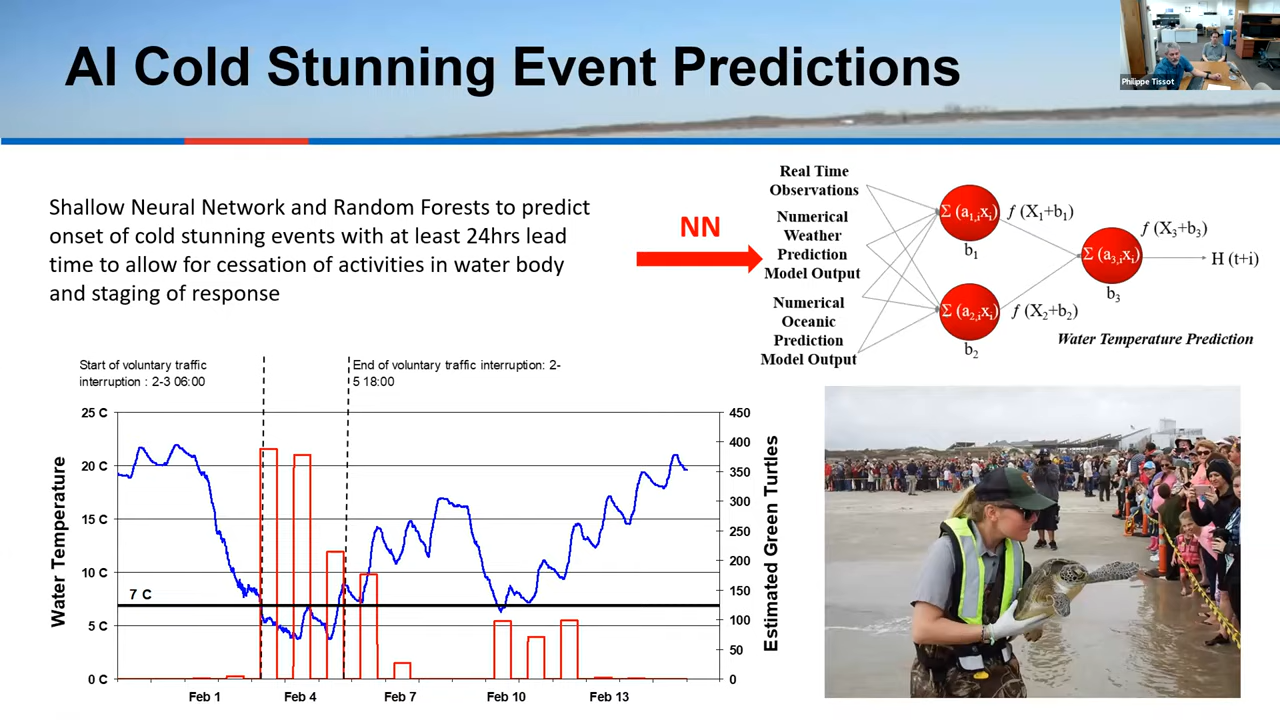 AI Cold Stunning Event Predictions
Philippe Tissot
Shallow Neural Network and Random Forests to predict
onset of cold stunning events with at least 24hrs lead
time to allow for cessation of activities in water body
and staging of response
NN
Real Time
Observations
Numerical
Weather
Prediction
Model Output
Numerical
Oceanic
Prediction
Model Output
Σ (a1,ixi)
b1
ƒ (X1+b1)
Σ (a2,ixi)
b2
ƒ (X2+b2)
Σ (a3,ixi)
b3
ƒ (X3+b3)
H (t+i)
Water Temperature Prediction
Start of voluntary traffic
interruption : 2-3 06:00
End of voluntary traffic interruption: 2-
5 18:00
Water Temperature
25 C
20 C
15 C
10 C
5 C
0 C
7 C
450
400
350
300
250
200
150
100
50
0
Estimated Green Turtles
Feb 1
Feb 4
Feb 7
Feb 10
Feb 13